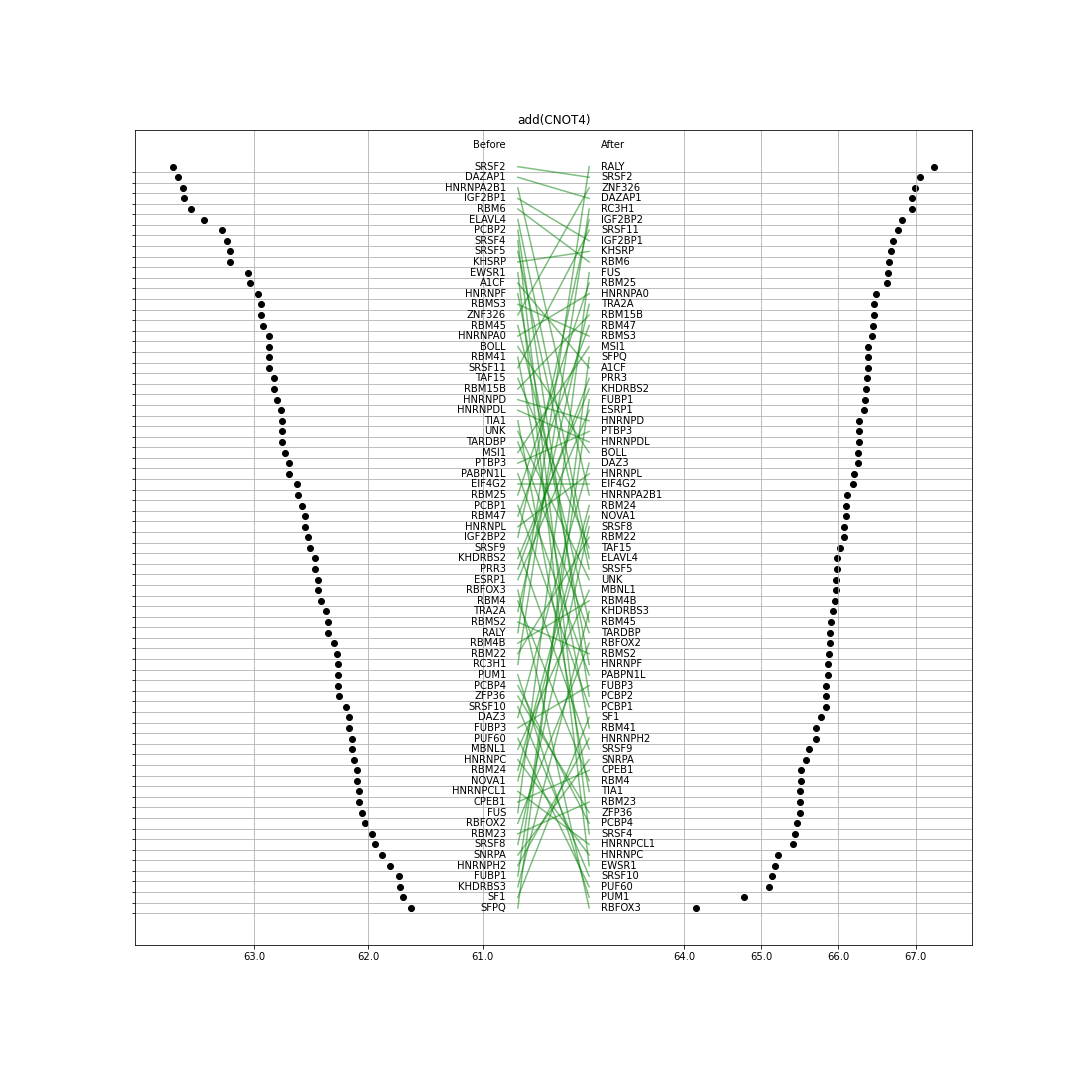 add(CNOT4)
Before After
SRSF2 RALY
DAZAP1 SRSF2
HNRNPA2B1 ZNF326
IGF2BP1 DAZAP1
RBM6 RC3H1
ELAVL4 IGF2BP2
PCBP2 SRSF11
SRSF4 IGF2BP1
SRSF5 KHSRP
KHSRP RBM6
EWSR1 FUS
A1CF RBM25
HNRNPF HNRNPA0
RBMS3 TRA2A
ZNF326 RBM15B
RBM45 RBM47
HNRNPA0 RBMS3
BOLL MSI1
RBM41 SFPQ
SRSF11 A1CF
TAF15 PRR3
RBM15B KHDRBS2
HNRNPD FUBP1
HNRNPDL ESRP1
TIA1 HNRNPD
UNK PTBP3
TARDBP HNRNPDL
MSI1 BOLL
PTBP3 DAZ3
PABPN1L HNRNPL
EIF4G2 EIF4G2
RBM25 HNRNPA2B1
PCBP1 RBM24
RBM47 NOVA1
HNRNPL SRSF8
IGF2BP2 RBM22
SRSF9 TAF15
KHDRBS2 ELAVL4
PRR3 SRSF5
ESRP1 UNK
RBFOX3 MBNL1
RBM4 RBM4B
TRA2A KHDRBS3
RBMS2 RBM45
RALY TARDBP
RBM4B RBFOX2
RBM22 RBMS2
RC3H1 HNRNPF
PUM1 PABPN1L
PCBP4 FUBP3
ZFP36 PCBP2
SRSF10 PCBP1
DAZ3 SF1
FUBP3 RBM41
PUF60 HNRNPH2
MBNL1 SRSF9
HNRNPC SNRPA
RBM24 CPEB1
NOVA1 RBM4
HNRNPCL1 TIA1
CPEB1 RBM23
FUS ZFP36
RBFOX2 PCBP4
RBM23 SRSF4
SRSF8 HNRNPCL1
SNRPA HNRNPC
HNRNPH2 EWSR1
FUBP1 SRSF10
KHDRBS3 PUF60
SF1 PUM1
SFPQ RBFOX3
63.0 62.0 61.0 64.0 65.0 66.0 67.0